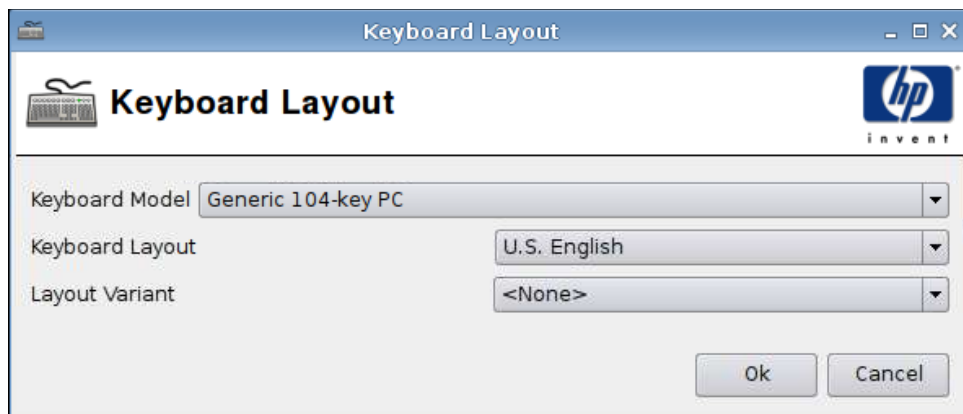 Keyboard Layout
Keyboard Layout
hp
invent
Keyboard Model Generic 104-key PC
Keyboard Layout U.S. English
Layout Variant <None>
Ok Cancel